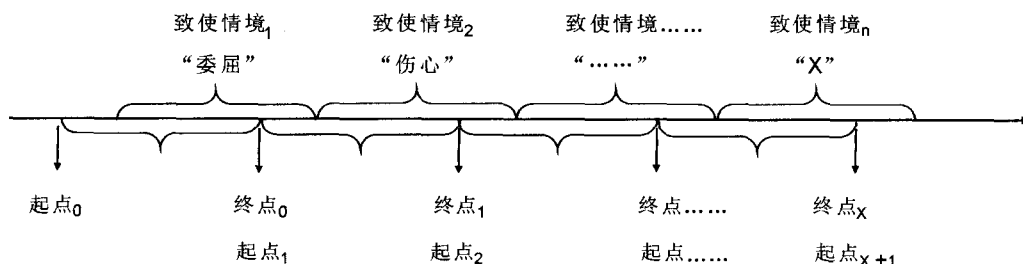 致使情境1 致使情境2 致使情境…… 致使情境n
“委屈” “伤心” “……” “X”
起点0 终点0 终点1 终点…… 终点X
起点1 起点2 起点…… 起点X+1